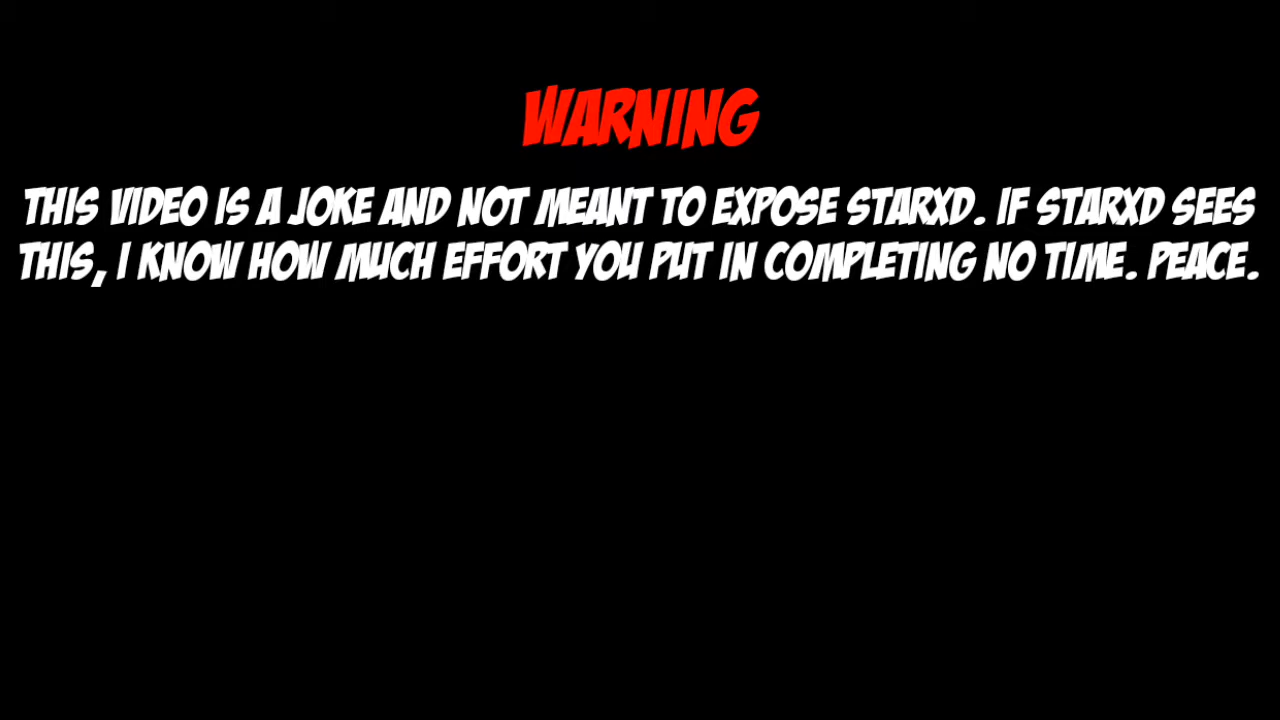 WARNING
THIS VIDEO IS A JOKE AND NOT MEANT TO EXPOSE STARXD. IF STARXD SEES
THIS, I KNOW HOW MUCH EFFORT YOU PUT IN COMPLETING NO TIME. PEACE.